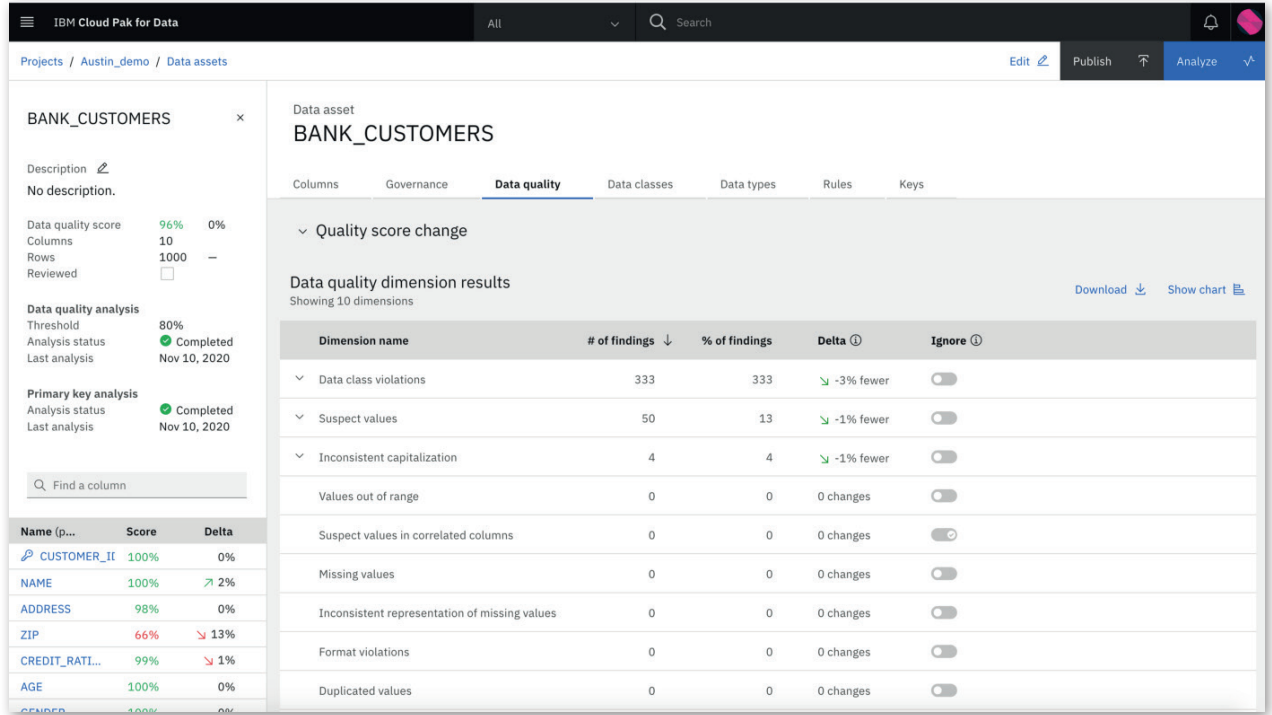 IBM Cloud Pak for Data
All
Search
Projects / Austin_demo / Data assets
Edit
Publish
Analyze
BANK_CUSTOMERS
×
Description
No description.
Data quality score 96% 0%
Columns 10
Rows 1000 —
Reviewed
Data quality analysis
Threshold 80%
Analysis status Completed
Last analysis Nov 10, 2020
Primary key analysis
Analysis status Completed
Last analysis Nov 10, 2020
Find a column
Name (p... Score Delta
CUSTOMER_II 100% 0%
NAME 100% 2%
ADDRESS 98% 0%
ZIP 66% 13%
CREDIT_RATI... 99% 1%
AGE 100% 0%
GENDER 100% 0%
Data asset
BANK_CUSTOMERS
Columns Governance Data quality Data classes Data types Rules Keys
Quality score change
Data quality dimension results
Showing 10 dimensions
Download Show chart
Dimension name # of findings ↓ % of findings Delta Ignore
Data class violations 333 333 -3% fewer
Suspect values 50 13 -1% fewer
Inconsistent capitalization 4 4 -1% fewer
Values out of range 0 0 0 changes
Suspect values in correlated columns 0 0 0 changes
Missing values 0 0 0 changes
Inconsistent representation of missing values 0 0 0 changes
Format violations 0 0 0 changes
Duplicated values 0 0 0 changes